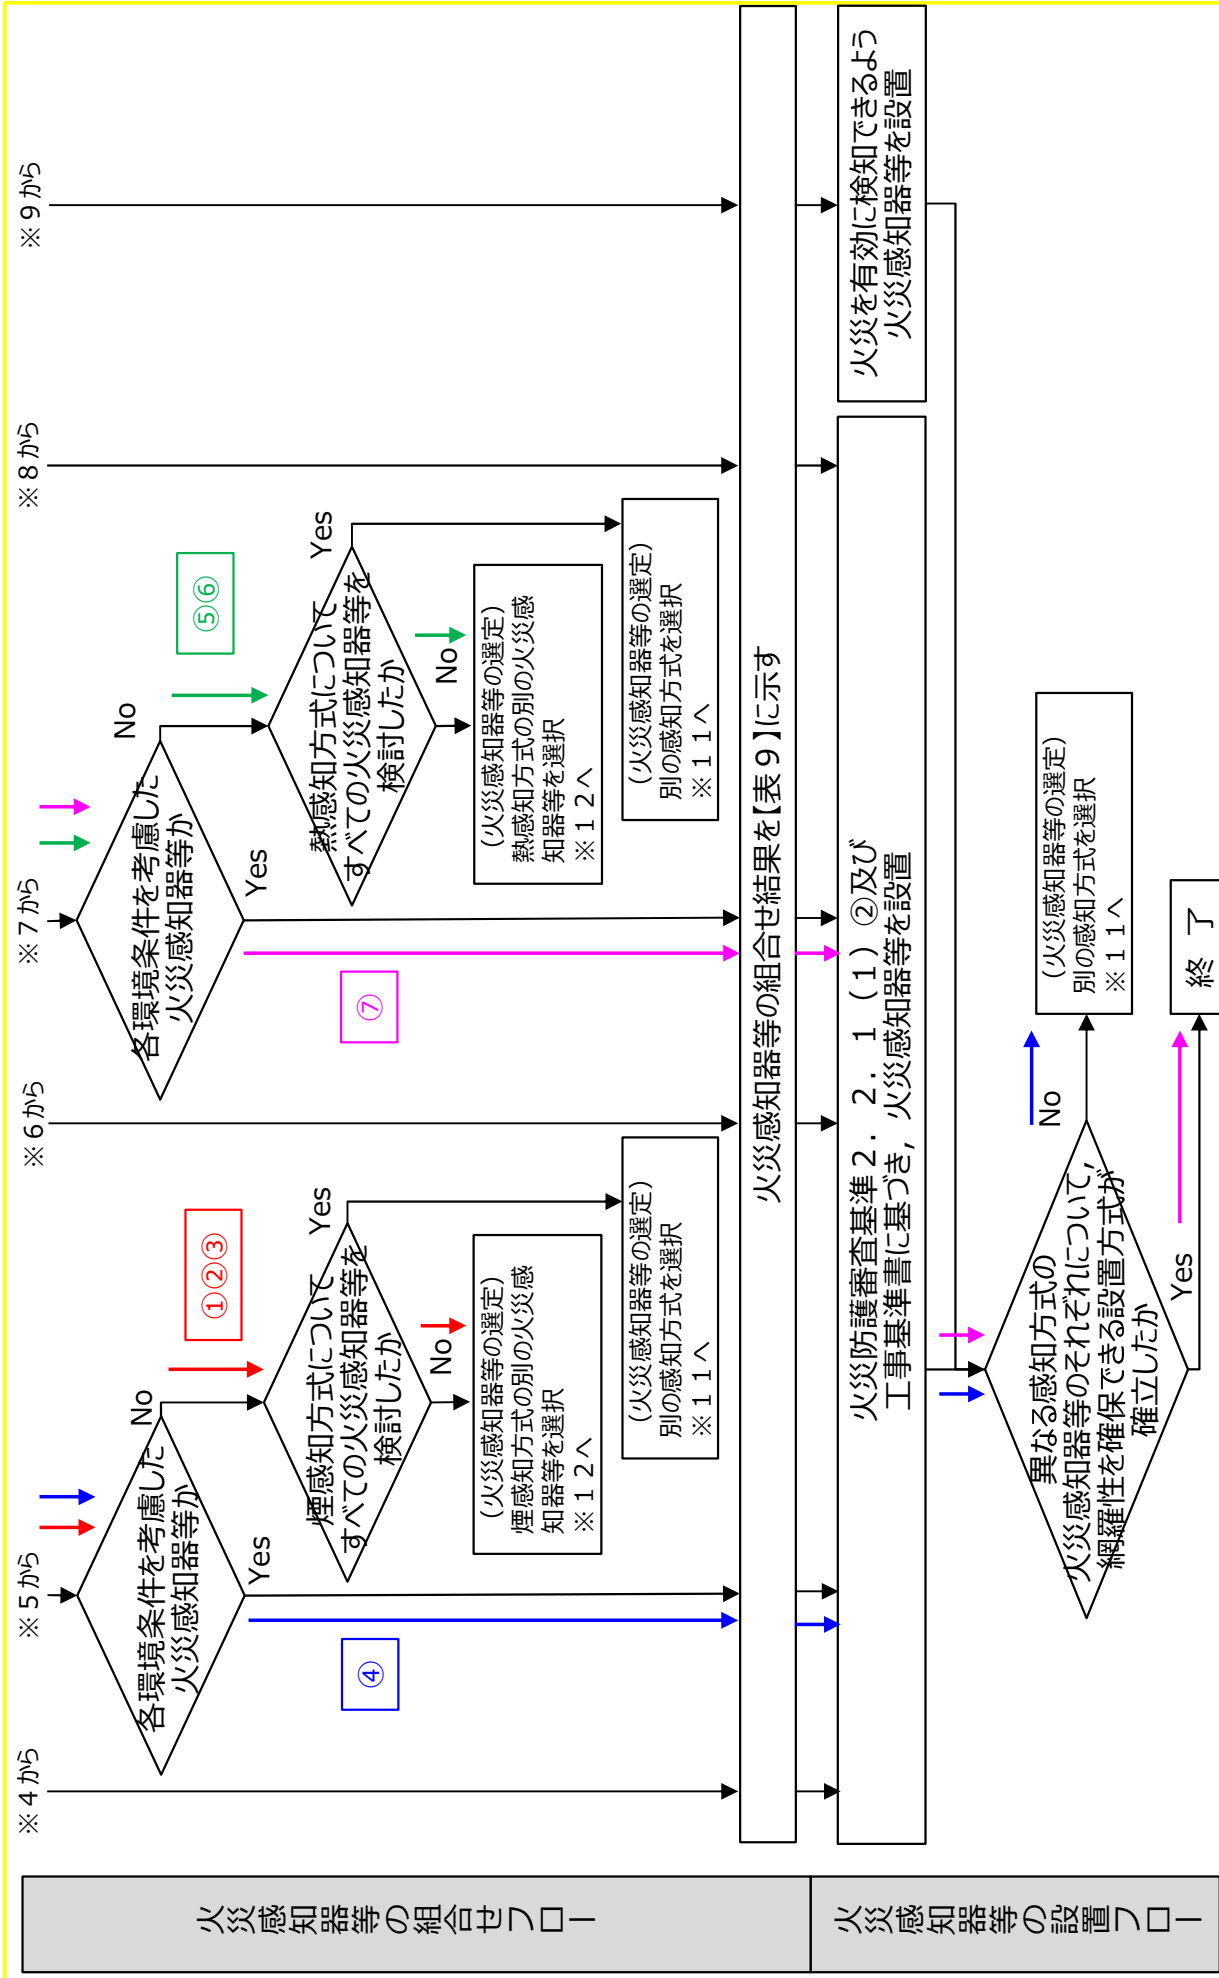 火災感知器等の組合せフロー
※４から
※５から
※６から
※７から
※８から
※９から
各環境条件を考慮した
火災感知器等か
No
Yes
①②③
④
煙感知方式について
すべての火災感知器等を
検討したか
Yes
No
（火災感知器等の選定）
煙感知方式の別の火災感
知器等を選択
※１２へ
（火災感知器等の選定）
別の感知方式を選択
※１１へ
各環境条件を考慮した
火災感知器等か
No
Yes
⑤⑥
⑦
熱感知方式について
すべての火災感知器等を
検討したか
Yes
No
（火災感知器等の選定）
熱感知方式の別の火災感
知器等を選択
※１２へ
（火災感知器等の選定）
別の感知方式を選択
※１１へ
火災感知器等の組合せ結果を【表９】に示す
火災感知器等の設置フロー
火災防護審査基準２．２．１（１）②及び
工事基準書に基づき，火災感知器等を設置
火災を有効に検知できるよう
火災感知器等を設置
異なる感知方式の
火災感知器等のそれぞれについて，
網羅性を確保できる設置方式が
確立したか
No
Yes
（火災感知器等の選定）
別の感知方式を選択
※１１へ
終 了